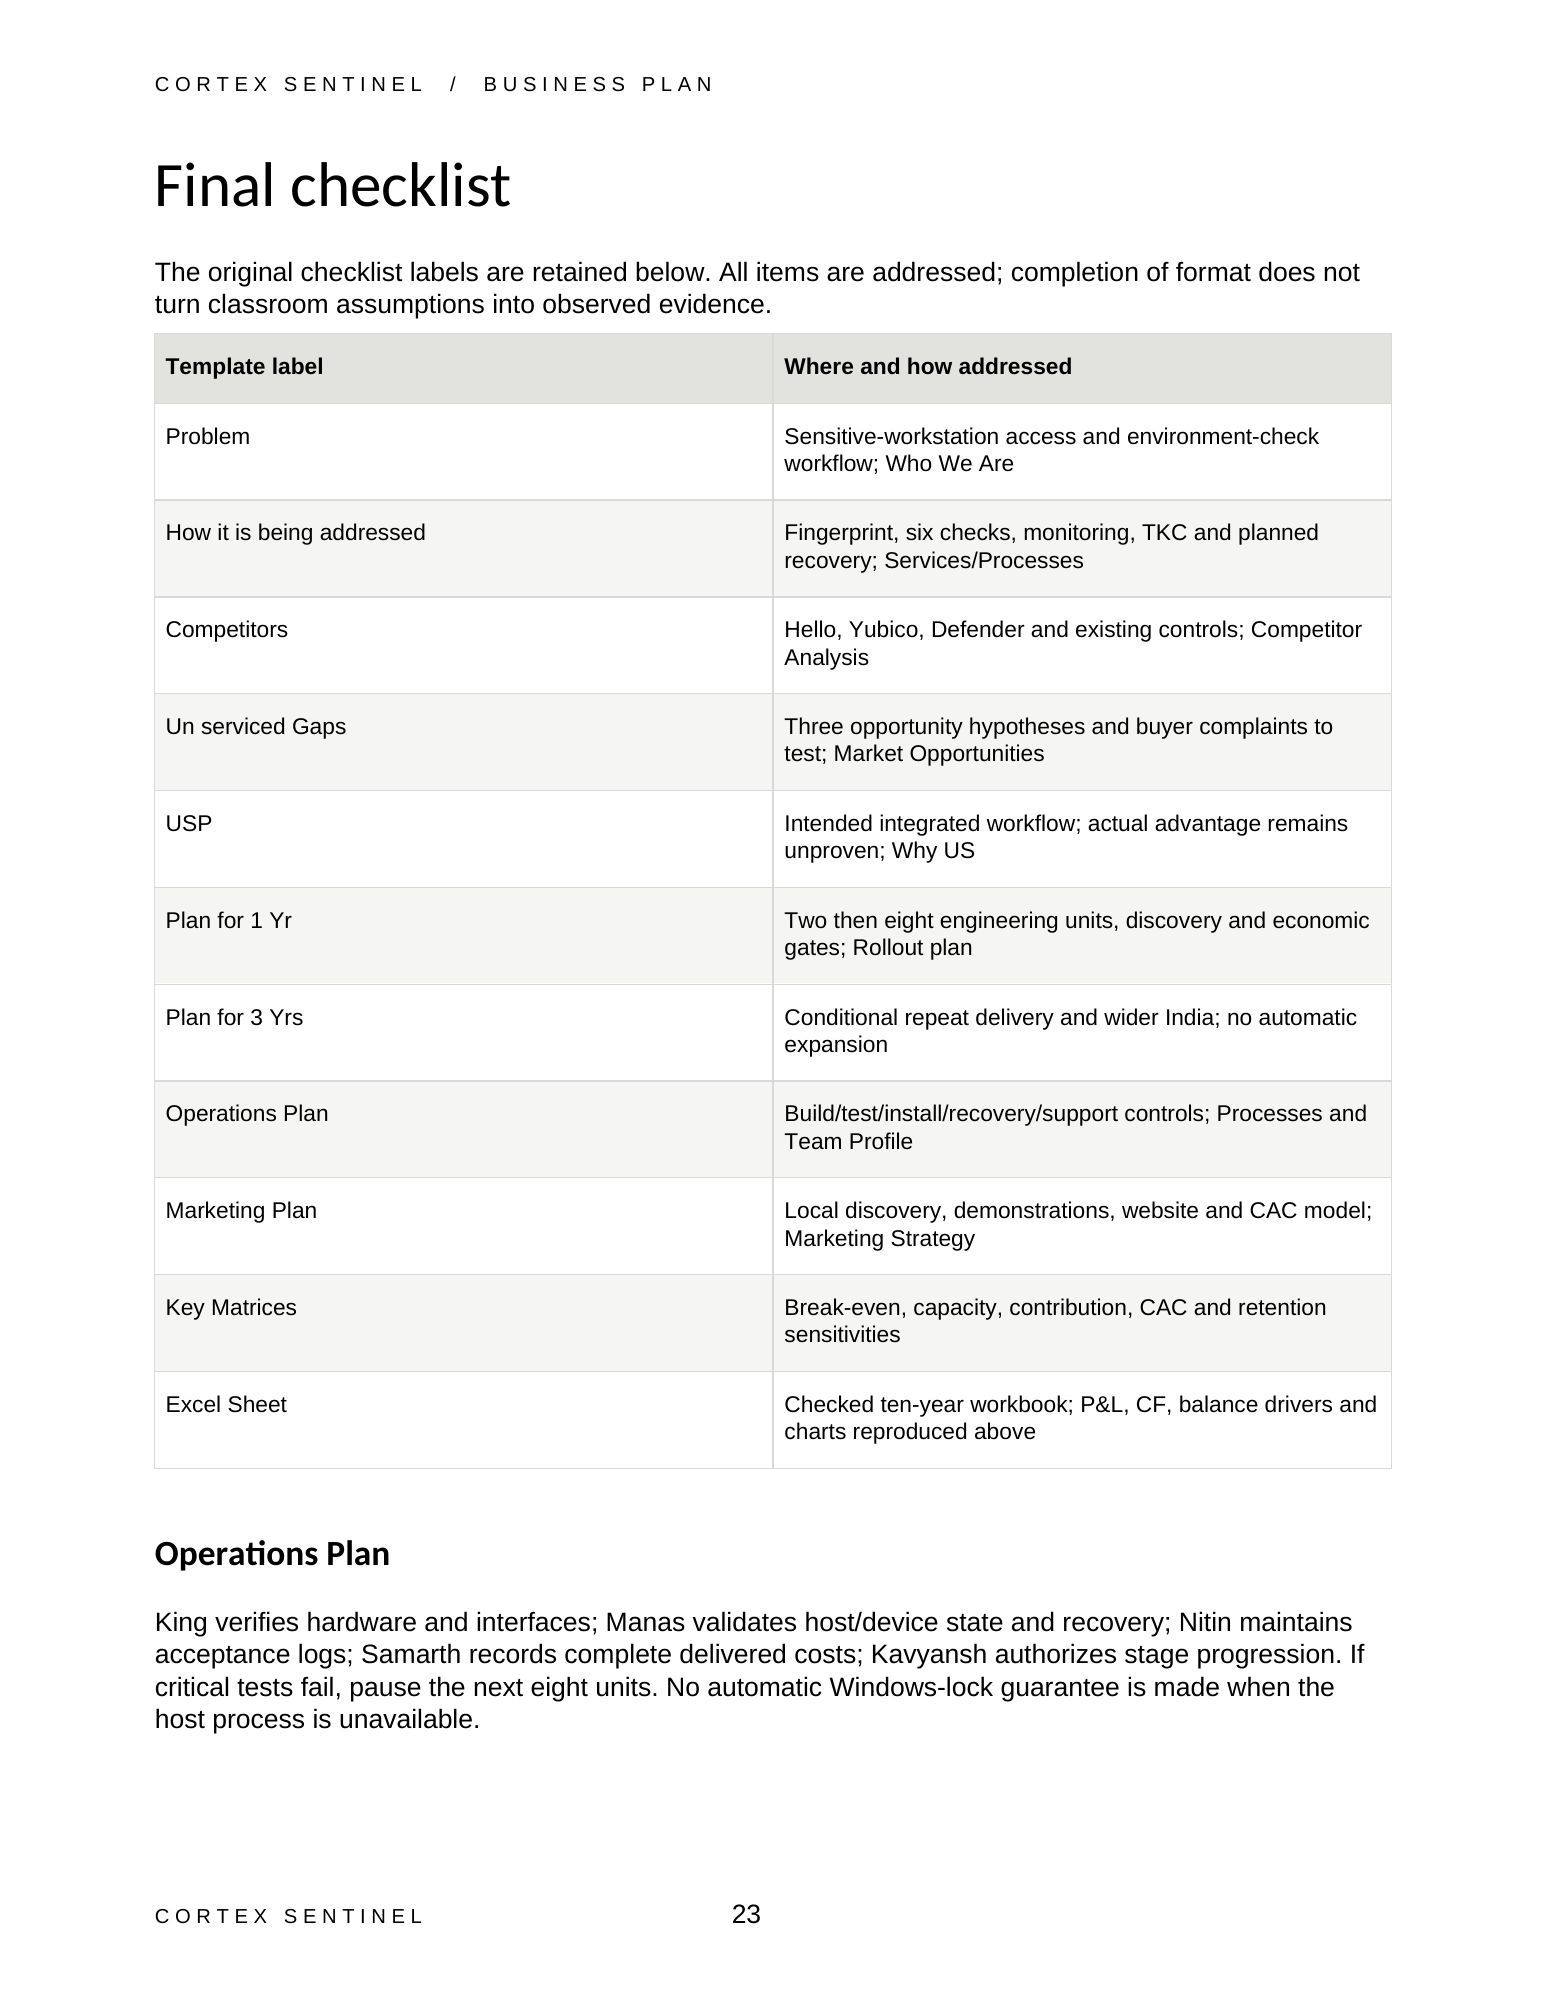 CORTEX SENTINEL / BUSINESS PLAN
Final checklist
The original checklist labels are retained below. All items are addressed; completion of format does not
turn classroom assumptions into observed evidence.
Template label
Where and how addressed
Problem
Sensitive-workstation access and environment-check
workflow; Who We Are
How it is being addressed
Fingerprint, six checks, monitoring, TKC and planned
recovery; Services/Processes
Competitors
Hello, Yubico, Defender and existing controls; Competitor
Analysis
Un serviced Gaps
Three opportunity hypotheses and buyer complaints to
test; Market Opportunities
USP
Intended integrated workflow; actual advantage remains
unproven; Why US
Plan for 1 Yr
Two then eight engineering units, discovery and economic
gates; Rollout plan
Plan for 3 Yrs
Conditional repeat delivery and wider India; no automatic
expansion
Operations Plan
Build/test/install/recovery/support controls; Processes and
Team Profile
Marketing Plan
Local discovery, demonstrations, website and CAC model;
Marketing Strategy
Key Matrices
Break-even, capacity, contribution, CAC and retention
sensitivities
Excel Sheet
Checked ten-year workbook; P&L, CF, balance drivers and
charts reproduced above
Operations Plan
King verifies hardware and interfaces; Manas validates host/device state and recovery; Nitin maintains
acceptance logs; Samarth records complete delivered costs; Kavyansh authorizes stage progression. If
critical tests fail, pause the next eight units. No automatic Windows-lock guarantee is made when the
host process is unavailable.
CORTEX SENTINEL
23